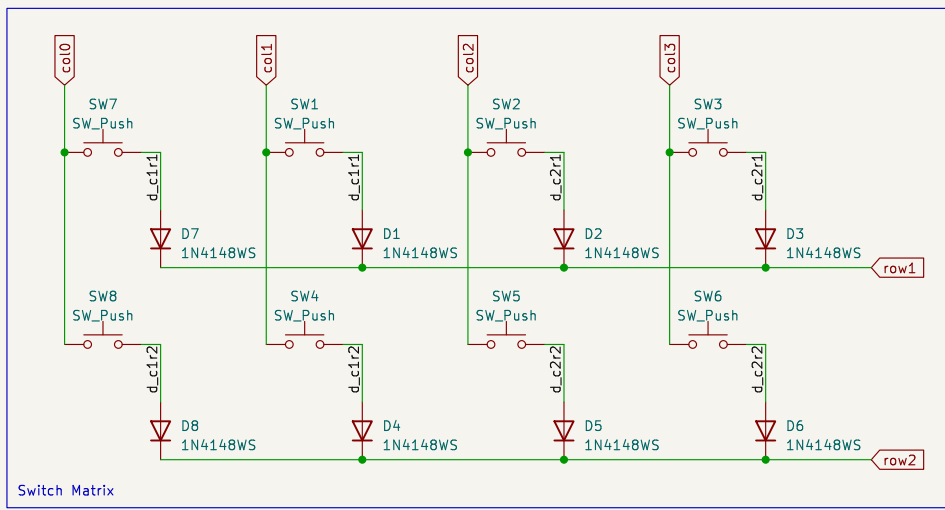 col0
col1
col2
col3
SW7
SW_Push
SW1
SW_Push
SW2
SW_Push
SW3
SW_Push
d_c1r1
d_c1r1
d_c2r1
d_c2r1
D7
1N4148WS
D1
1N4148WS
D2
1N4148WS
D3
1N4148WS
row1
SW8
SW_Push
SW4
SW_Push
SW5
SW_Push
SW6
SW_Push
d_c1r2
d_c1r2
d_c2r2
d_c2r2
D8
1N4148WS
D4
1N4148WS
D5
1N4148WS
D6
1N4148WS
row2
Switch Matrix